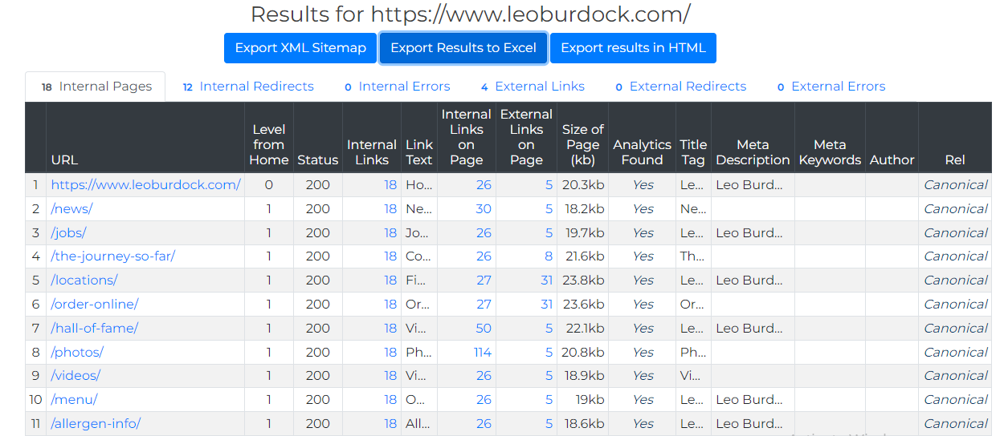 Results for https://www.leoburdock.com/
Export XML Sitemap Export Results to Excel Export results in HTML
18 Internal Pages 12 Internal Redirects 0 Internal Errors 4 External Links 0 External Redirects 0 External Errors
URL Level from Home Status Internal Links Link Text Internal Links on Page External Links on Page Size of Page (kb) Analytics Found Title Tag Meta Description Meta Keywords Author Rel
1 https://www.leoburdock.com/ 0 200 18 Ho... 26 5 20.3kb Yes Le... Leo Burd... Canonical
2 /news/ 1 200 18 Ne... 30 5 18.2kb Yes Ne... Canonical
3 /jobs/ 1 200 18 Jo... 26 5 19.7kb Yes Le... Leo Burd... Canonical
4 /the-journey-so-far/ 1 200 18 Co... 26 8 21.6kb Yes Th... Canonical
5 /locations/ 1 200 18 Fi... 27 31 23.8kb Yes Le... Leo Burd... Canonical
6 /order-online/ 1 200 18 Or... 27 31 23.6kb Yes Or... Canonical
7 /hall-of-fame/ 1 200 18 Vi... 50 5 22.1kb Yes Le... Leo Burd... Canonical
8 /photos/ 1 200 18 Ph... 114 5 20.8kb Yes Ph... Canonical
9 /videos/ 1 200 18 Vi... 26 5 18.9kb Yes Vi... Canonical
10 /menu/ 1 200 18 O... 26 5 19kb Yes Le... Leo Burd... Canonical
11 /allergen-info/ 1 200 18 All... 26 5 18.6kb Yes Le... Leo Burd... Canonical